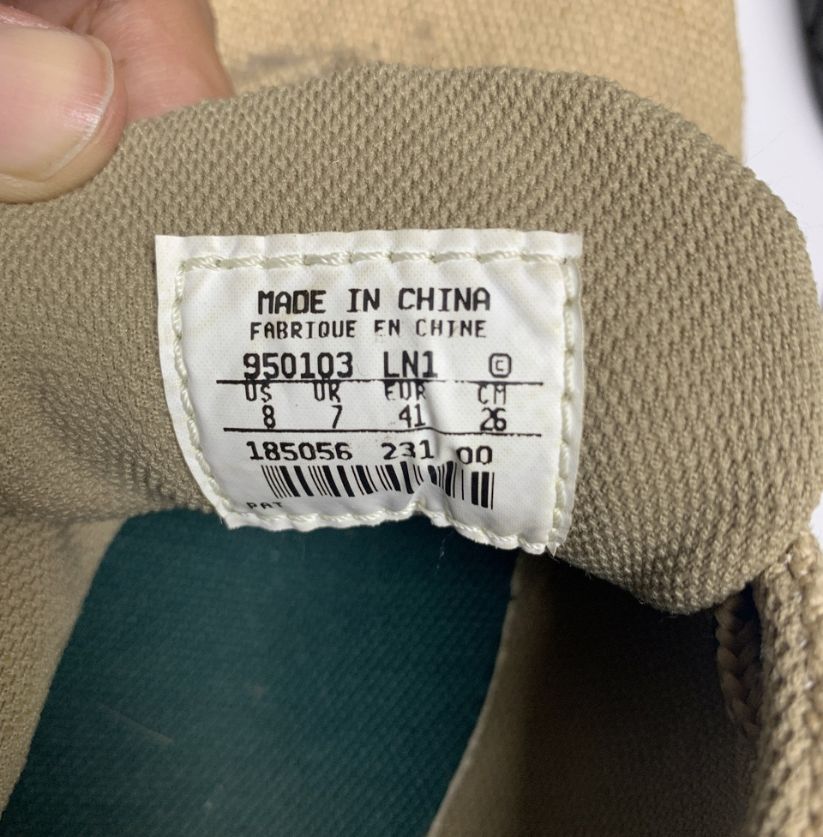 MADE IN CHINA
FABRIQUE EN CHINE
950103 LN1 ©
US UK EUR CM
8 7 41 26
185056 231 00
PAT